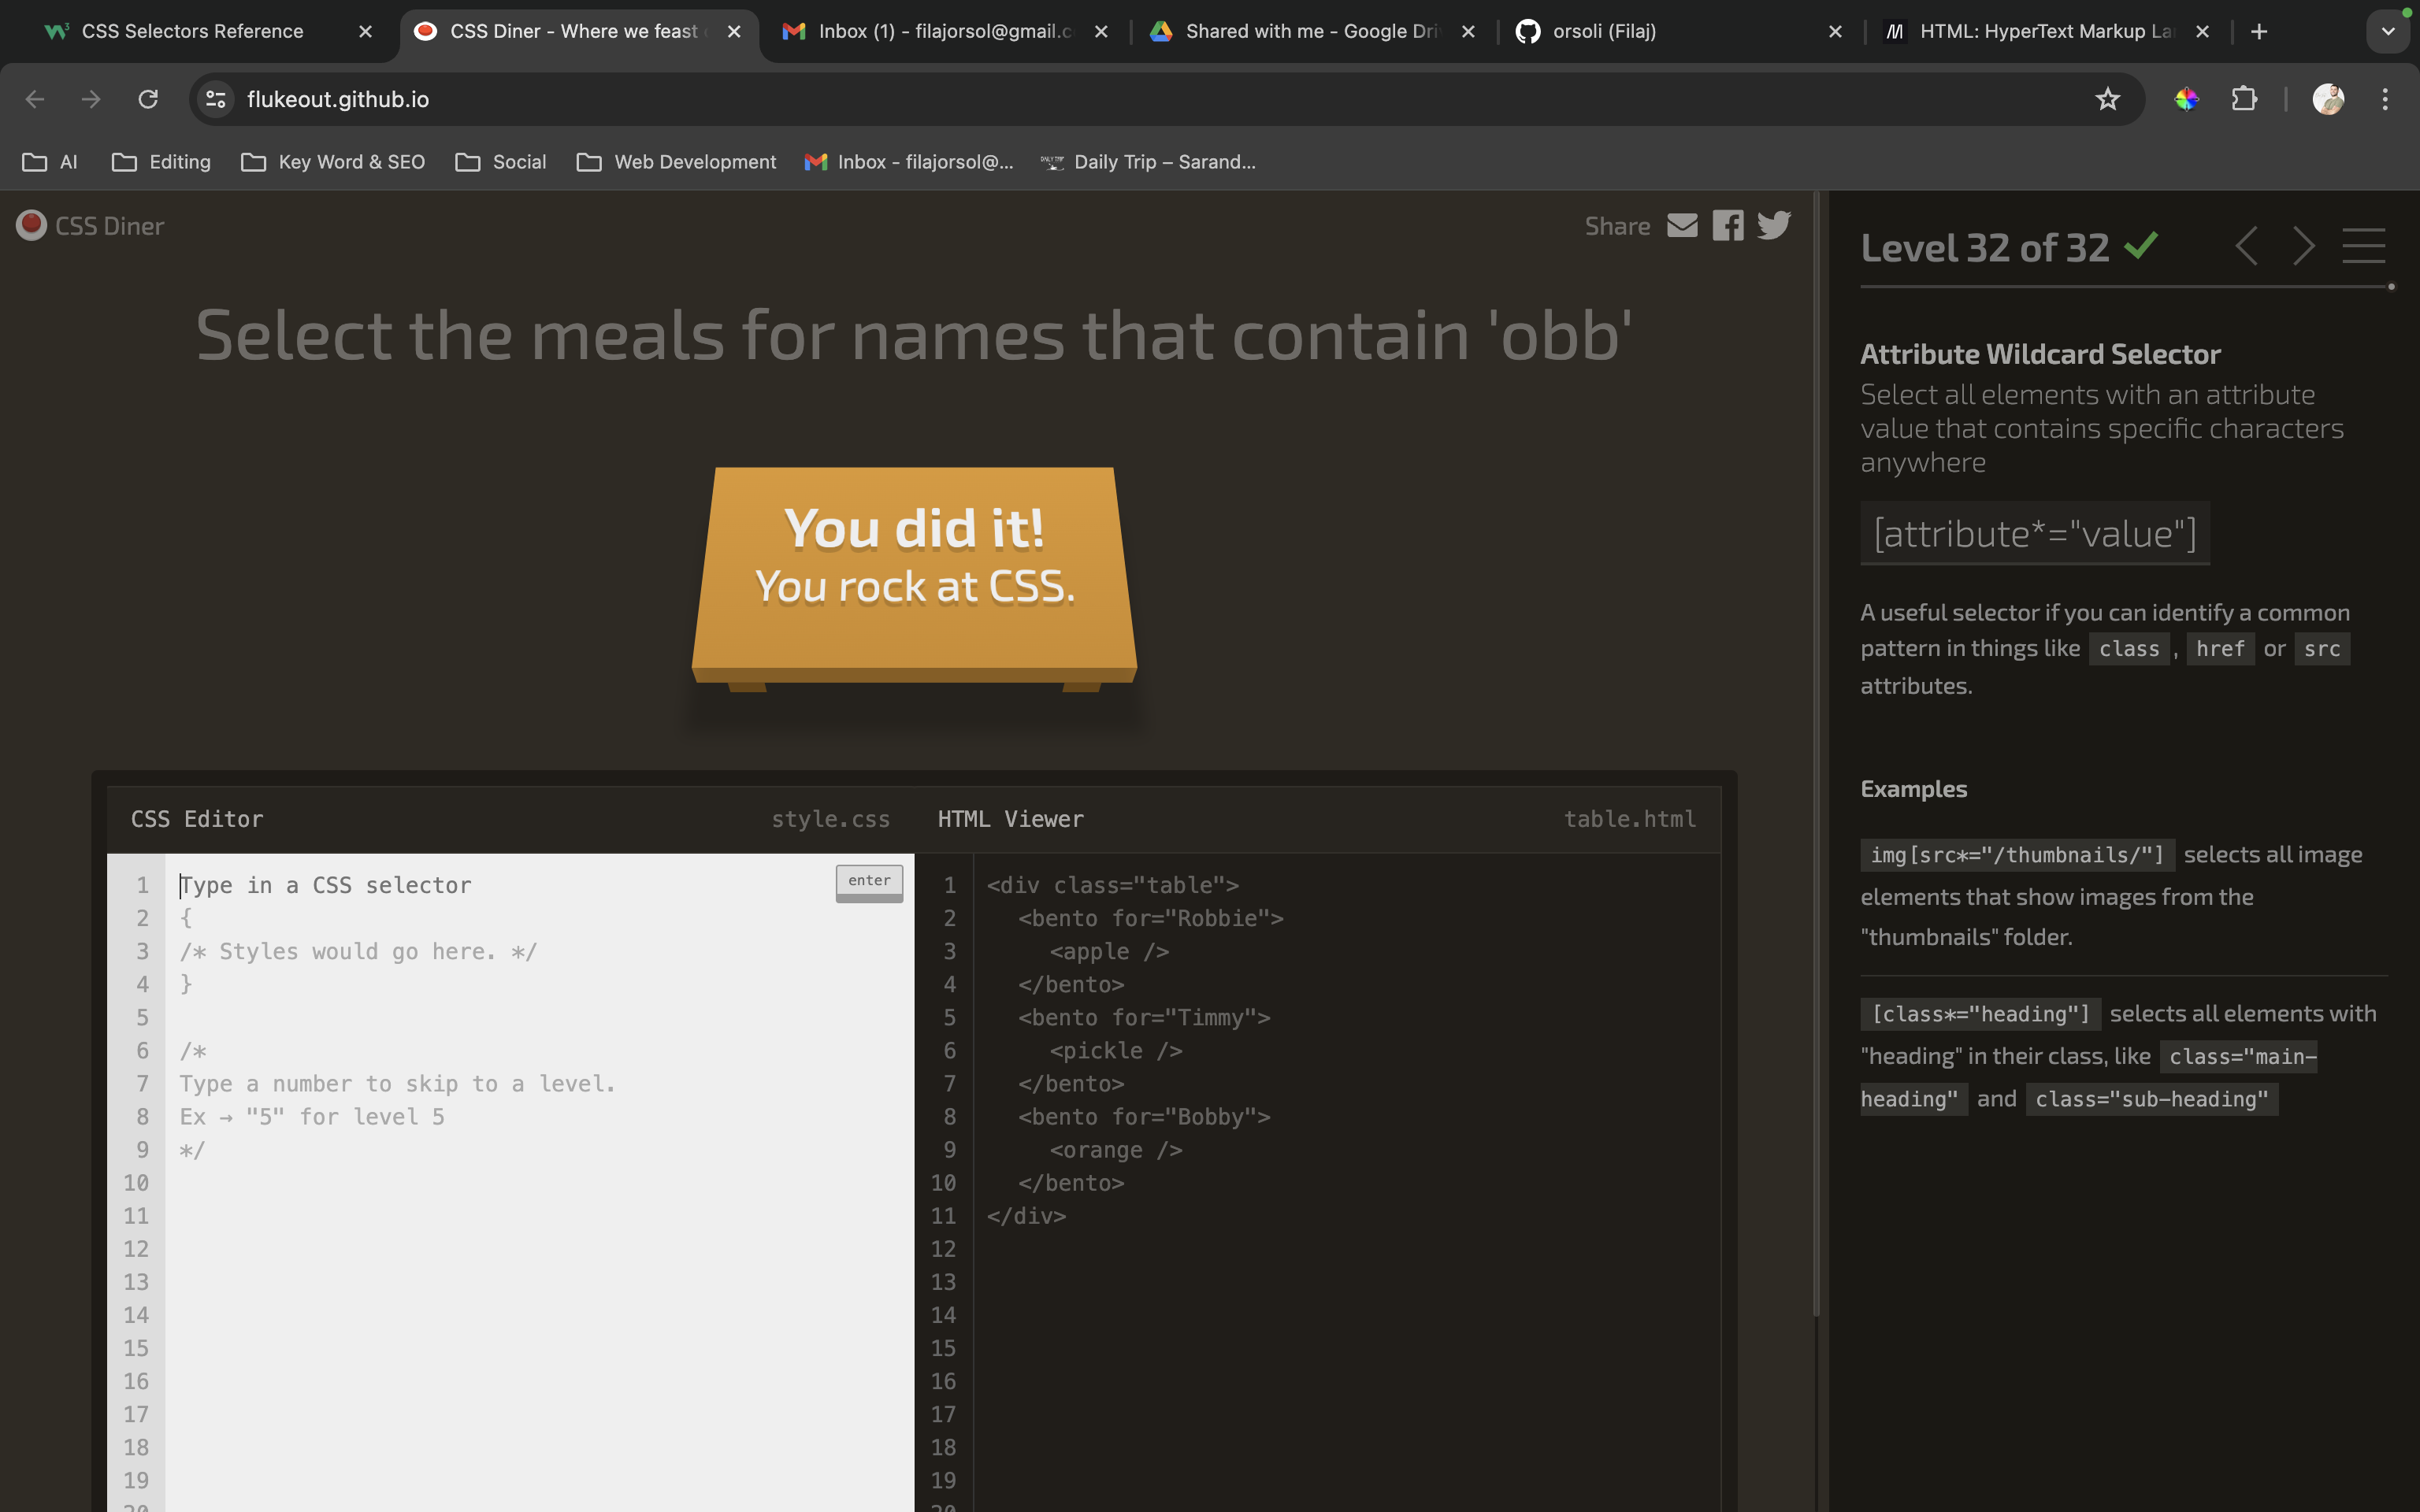 CSS Selectors Reference
CSS Diner - Where we feast
Inbox (1) - filajorsol@gmail.c
Shared with me - Google Dri
orsoli (Filaj)
HTML: HyperText Markup La
flukeout.github.io
AI
Editing
Key Word & SEO
Social
Web Development
Inbox - filajorsol@...
Daily Trip – Sarand...
CSS Diner
Share
Select the meals for names that contain 'obb'
You did it!
You rock at CSS.
CSS Editor
style.css
1 Type in a CSS selector
enter
2 {
3 /* Styles would go here. */
4 }
5
6 /*
7 Type a number to skip to a level.
8 Ex → "5" for level 5
9 */
10
11
12
13
14
15
16
17
18
19
20
HTML Viewer
table.html
1 <div class="table">
2 <bento for="Robbie">
3 <apple />
4 </bento>
5 <bento for="Timmy">
6 <pickle />
7 </bento>
8 <bento for="Bobby">
9 <orange />
10 </bento>
11 </div>
12
13
14
15
16
17
18
19
20
Level 32 of 32
Attribute Wildcard Selector
Select all elements with an attribute
value that contains specific characters
anywhere
[attribute*="value"]
A useful selector if you can identify a common
pattern in things like class , href or src
attributes.
Examples
img[src*="/thumbnails/"] selects all image
elements that show images from the
"thumbnails" folder.
[class*="heading"] selects all elements with
"heading" in their class, like class="main-
heading" and class="sub-heading"